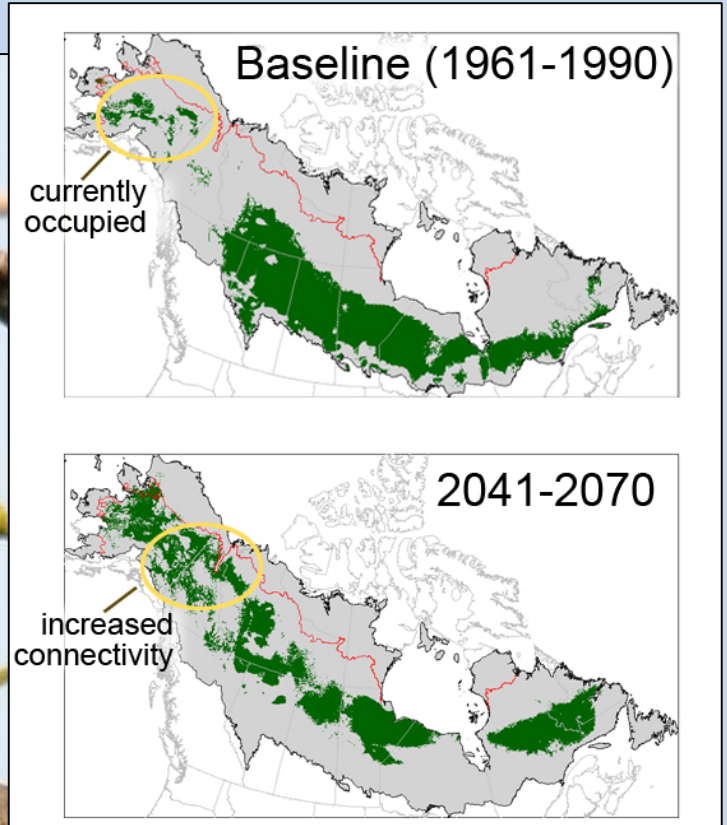 Baseline (1961-1990)
currently
occupied
2041-2070
increased
connectivity